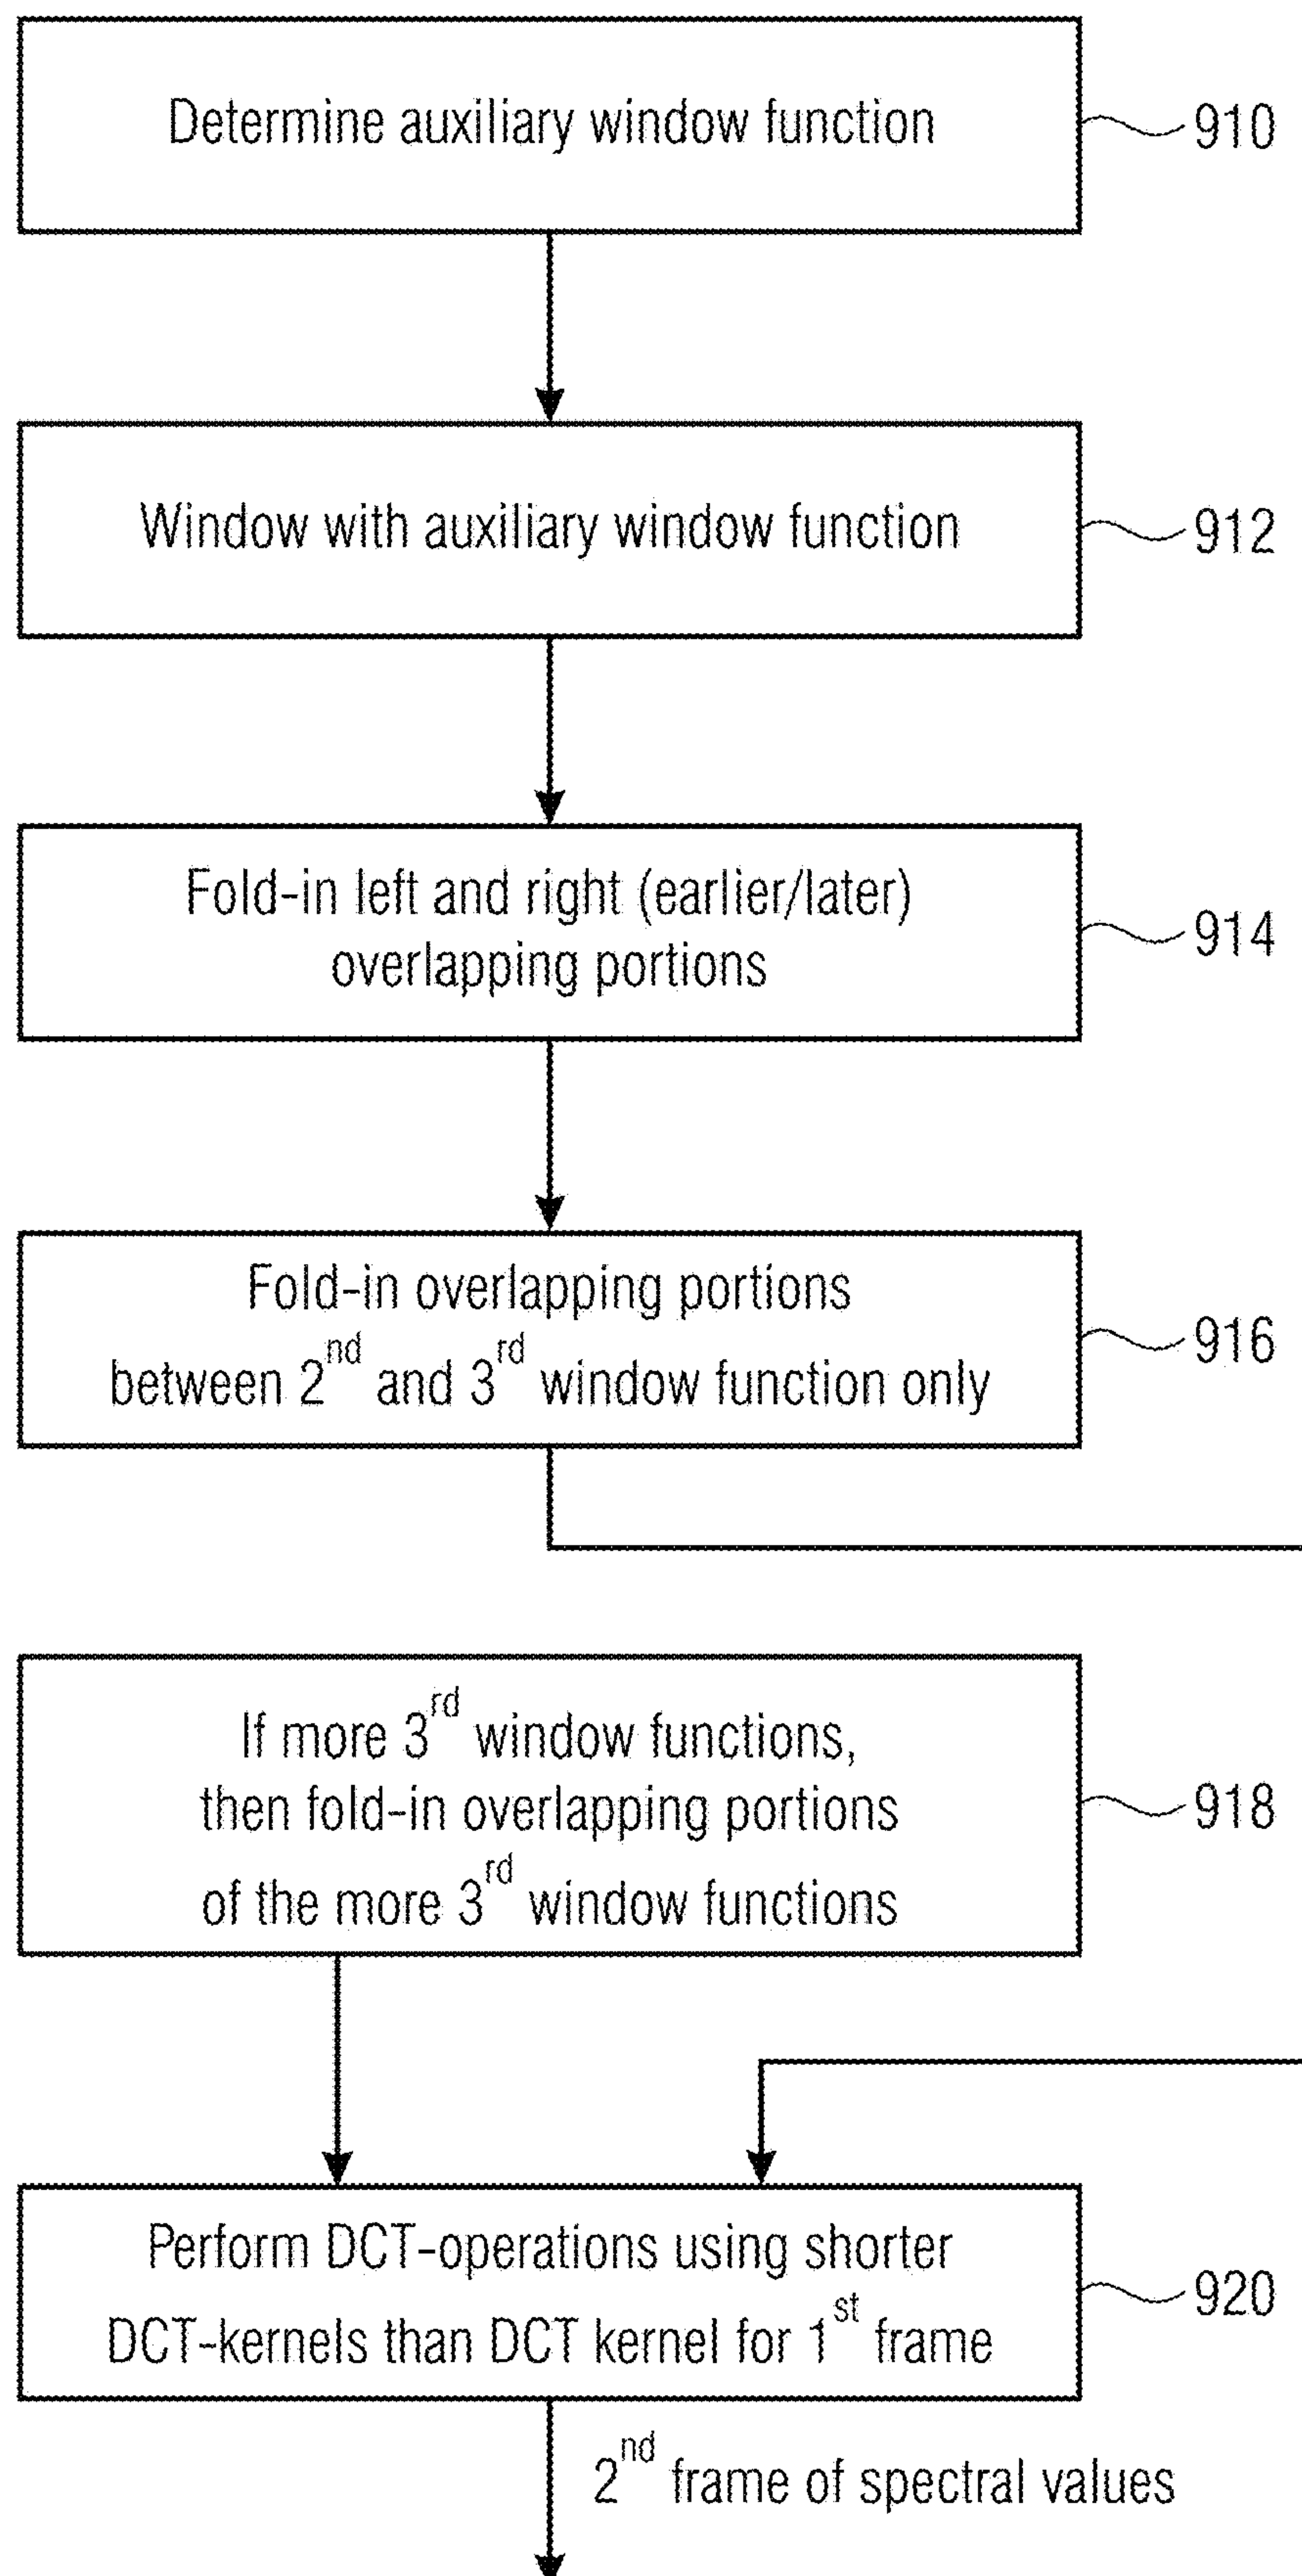 Determine auxiliary window function
910
Window with auxiliary window function
912
Fold-in left and right (earlier/later)
overlapping portions
914
Fold-in overlapping portions
between 2nd and 3rd window function only
916
If more 3rd window functions,
then fold-in overlapping portions
of the more 3rd window functions
918
Perform DCT-operations using shorter
DCT-kernels than DCT kernel for 1st frame
920
2nd frame of spectral values